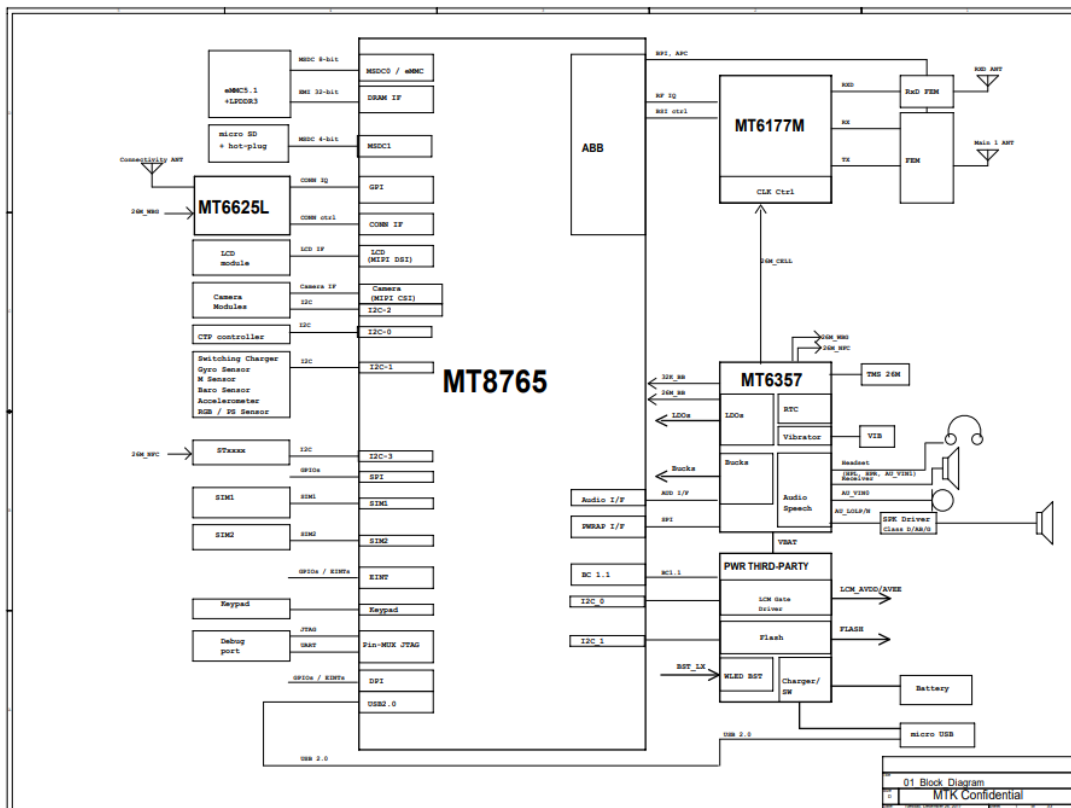 MSDC 8-bit
eMMC5.1
+LPDDR3
MSDC0 / eMMC
EMI 32-bit
DRAM IF
micro SD
+ hot-plug
MSDC 4-bit
MSDC1
Connectivity ANT
MT6625L
26M_WBG
CONN IQ
GPI
CONN ctrl
CONN IF
LCD
module
LCD IF
LCD
(MIPI DSI)
Camera
Modules
Camera IF
Camera
(MIPI CSI)
I2C
I2C-2
CTP controller
I2C
I2C-0
Switching Charger
Gyro Sensor
M Sensor
Baro Sensor
Accelerometer
RGB / PS Sensor
I2C
I2C-1
MT8765
26M_NFC
STxxxx
I2C
I2C-3
GPIOs
SPI
SIM1
SIM1
SIM1
SIM2
SIM2
SIM2
GPIOs / EINTs
EINT
Keypad
Keypad
Debug
port
JTAG
UART
Pin-MUX JTAG
GPIOs / EINTs
DPI
USB2.0
USB 2.0
ABB
BPI, APC
RF IQ
BSI ctrl
MT6177M
CLK Ctrl
RXD
RX
TX
RxD FEM
FEM
RXD ANT
Main 1 ANT
26M_CELL
26M_WBG
26M_NFC
MT6357
TMS 26M
32K_BB
26M_BB
LDOs
LDOs
RTC
Vibrator
VIB
Bucks
Bucks
Audio
Speech
Headset
(HPL, HPR, AU_VIN1)
Receiver
AU_VIN0
AU_LOLP/N
SPK Driver
Class D/AB/G
Audio I/F
AUD I/F
PWRAP I/F
SPI
VBAT
PWR THIRD-PARTY
BC 1.1
BC1.1
I2C_0
LCM Gate
Driver
LCM_AVDD/AVEE
I2C_1
Flash
FLASH
BST_LX
WLED BST
Charger/
SW
Battery
micro USB
USB 2.0
01_Block_Diagram
MTK Confidential